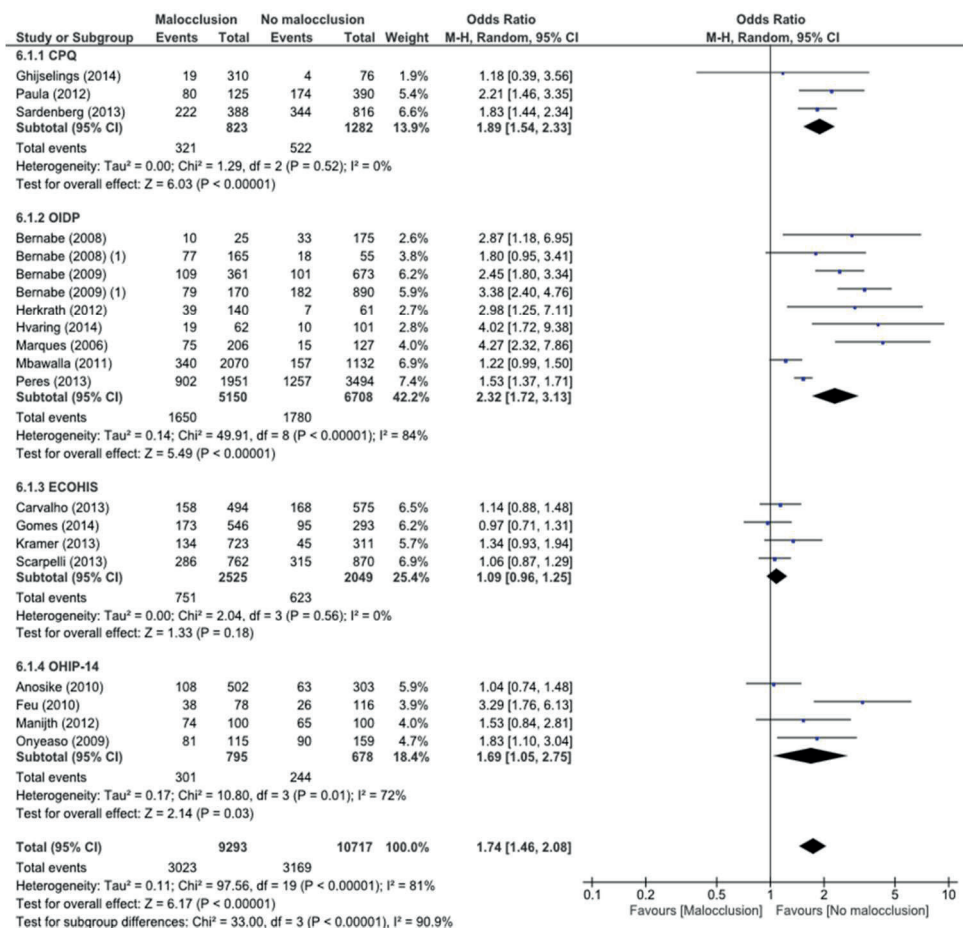 Malocclusion No malocclusion Odds Ratio Odds Ratio
Study or Subgroup Events Total Events Total Weight M-H, Random, 95% CI M-H, Random, 95% CI
6.1.1 CPQ
Ghijselings (2014) 19 310 4 76 1.9% 1.18 [0.39, 3.56]
Paula (2012) 80 125 174 390 5.4% 2.21 [1.46, 3.35]
Sardenberg (2013) 222 388 344 816 6.6% 1.83 [1.44, 2.34]
Subtotal (95% CI) 823 1282 13.9% 1.89 [1.54, 2.33]
Total events 321 522
Heterogeneity: Tau² = 0.00; Chi² = 1.29, df = 2 (P = 0.52); I² = 0%
Test for overall effect: Z = 6.03 (P < 0.00001)
6.1.2 OIDP
Bernabe (2008) 10 25 33 175 2.6% 2.87 [1.18, 6.95]
Bernabe (2008) (1) 77 165 18 55 3.8% 1.80 [0.95, 3.41]
Bernabe (2009) 109 361 101 673 6.2% 2.45 [1.80, 3.34]
Bernabe (2009) (1) 79 170 182 890 5.9% 3.38 [2.40, 4.76]
Herkrath (2012) 39 140 7 61 2.7% 2.98 [1.25, 7.11]
Hvaring (2014) 19 62 10 101 2.8% 4.02 [1.72, 9.38]
Marques (2006) 75 206 15 127 4.0% 4.27 [2.32, 7.86]
Mbawalla (2011) 340 2070 157 1132 6.9% 1.22 [0.99, 1.50]
Peres (2013) 902 1951 1257 3494 7.4% 1.53 [1.37, 1.71]
Subtotal (95% CI) 5150 6708 42.2% 2.32 [1.72, 3.13]
Total events 1650 1780
Heterogeneity: Tau² = 0.14; Chi² = 49.91, df = 8 (P < 0.00001); I² = 84%
Test for overall effect: Z = 5.49 (P < 0.00001)
6.1.3 ECOHIS
Carvalho (2013) 158 494 168 575 6.5% 1.14 [0.88, 1.48]
Gomes (2014) 173 546 95 293 6.2% 0.97 [0.71, 1.31]
Kramer (2013) 134 723 45 311 5.7% 1.34 [0.93, 1.94]
Scarpelli (2013) 286 762 315 870 6.9% 1.06 [0.87, 1.29]
Subtotal (95% CI) 2525 2049 25.4% 1.09 [0.96, 1.25]
Total events 751 623
Heterogeneity: Tau² = 0.00; Chi² = 2.04, df = 3 (P = 0.56); I² = 0%
Test for overall effect: Z = 1.33 (P = 0.18)
6.1.4 OHIP-14
Anosike (2010) 108 502 63 303 5.9% 1.04 [0.74, 1.48]
Feu (2010) 38 78 26 116 3.9% 3.29 [1.76, 6.13]
Manijth (2012) 74 100 65 100 4.0% 1.53 [0.84, 2.81]
Onyeaso (2009) 81 115 90 159 4.7% 1.83 [1.10, 3.04]
Subtotal (95% CI) 795 678 18.4% 1.69 [1.05, 2.75]
Total events 301 244
Heterogeneity: Tau² = 0.17; Chi² = 10.80, df = 3 (P = 0.01); I² = 72%
Test for overall effect: Z = 2.14 (P = 0.03)
Total (95% CI) 9293 10717 100.0% 1.74 [1.46, 2.08]
Total events 3023 3169
Heterogeneity: Tau² = 0.11; Chi² = 97.56, df = 19 (P < 0.00001); I² = 81%
Test for overall effect: Z = 6.17 (P < 0.00001)
Test for subgroup differences: Chi² = 33.00, df = 3 (P < 0.00001), I² = 90.9%
0.1 0.2 0.5 1 2 5 10
Favours [Malocclusion] Favours [No malocclusion]